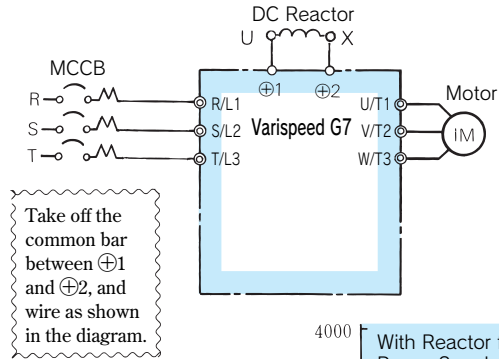 DC Reactor
U X
MCCB
⊕1 ⊕2
Motor
R R/L1 U/T1
S S/L2 Varispeed G7 V/T2 IM
T T/L3 W/T3
Take off the
common bar
between ⊕1
and ⊕2, and
wire as shown
in the diagram.
4000
With Reactor